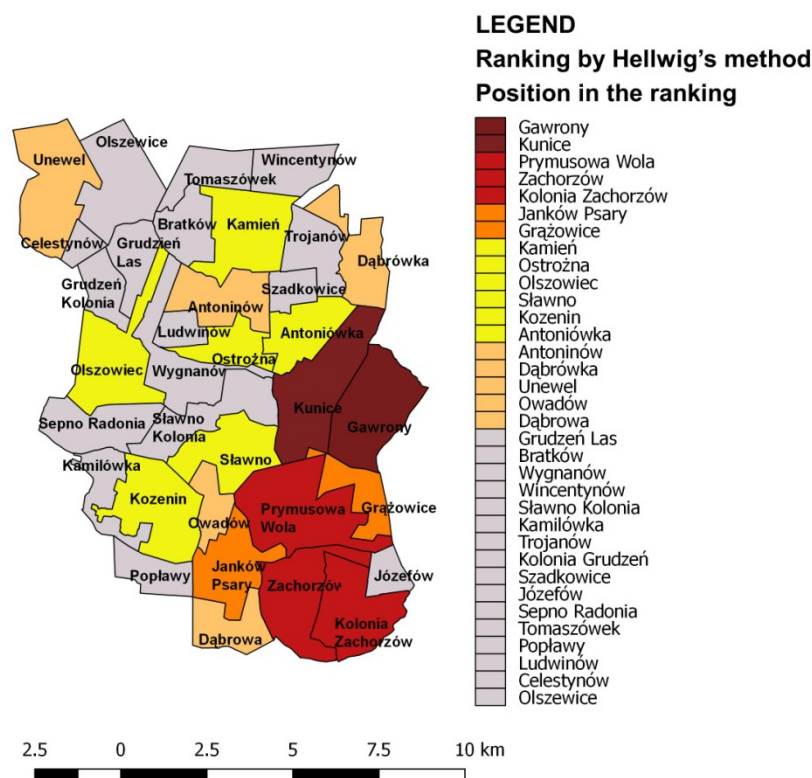 LEGEND
Ranking by Hellwig's method
Position in the ranking
Gawrony
Kunice
Prymusowa Wola
Zachorzów
Kolonia Zachorzów
Janków Psary
Grążowice
Kamień
Ostrożna
Olszowiec
Sławno
Kozenin
Antoniówka
Antoninów
Dąbrówka
Unewel
Owadów
Dąbrowa
Grudzeń Las
Bratków
Wygnanów
Wincentynów
Sławno Kolonia
Kamilówka
Trojanów
Kolonia Grudzeń
Szadkowice
Józefów
Sepno Radonia
Tomaszówek
Popławy
Ludwinów
Celestynów
Olszewice
Olszewice
Unewel
Wincentynów
Tomaszówek
Bratków
Kamień
Trojanów
Celestynów
Grudzień
Las
Dąbrówka
Grudzeń
Kolonia
Szadkowice
Antoninów
Ludwinów
Antoniówka
Ostrożna
Olszowiec
Wygnanów
Kunice
Gawrony
Sepno Radonia
Sławno
Kolonia
Sławno
Kamilówka
Kozenin
Owadów
Prymusowa
Wola
Grążowice
Popławy
Janków
Psary
Zachorzów
Józefów
Kolonia
Zachorzów
Dąbrowa
2.5 0 2.5 5 7.5 10 km